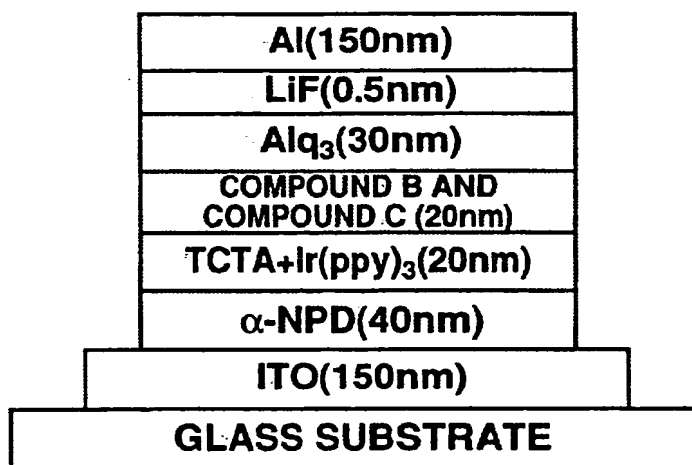 Al(150nm)
LiF(0.5nm)
Alq₃(30nm)
COMPOUND B AND
COMPOUND C (20nm)
TCTA+Ir(ppy)₃(20nm)
α-NPD(40nm)
ITO(150nm)
GLASS SUBSTRATE